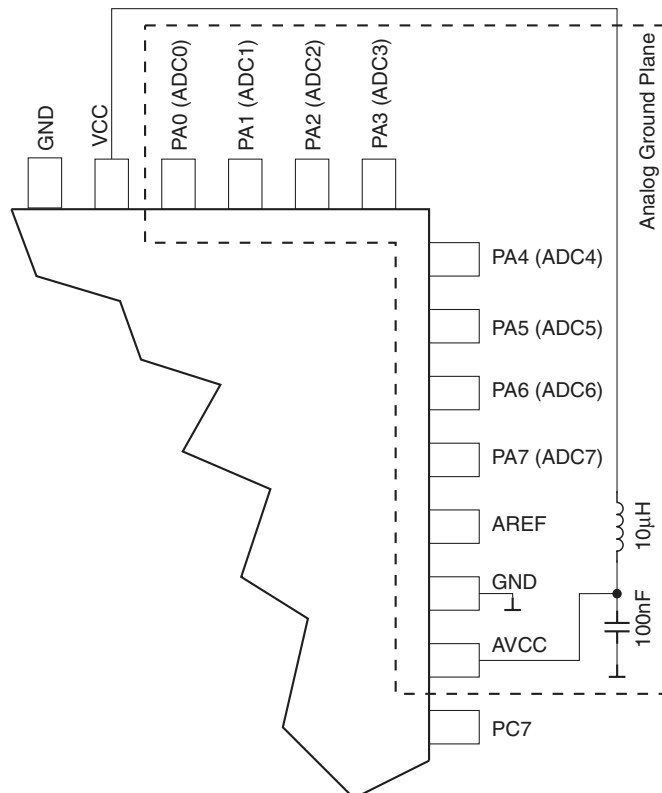 GND
VCC
PA0 (ADC0)
PA1 (ADC1)
PA2 (ADC2)
PA3 (ADC3)
Analog Ground Plane
PA4 (ADC4)
PA5 (ADC5)
PA6 (ADC6)
PA7 (ADC7)
AREF
10μH
GND
AVCC
100nF
PC7